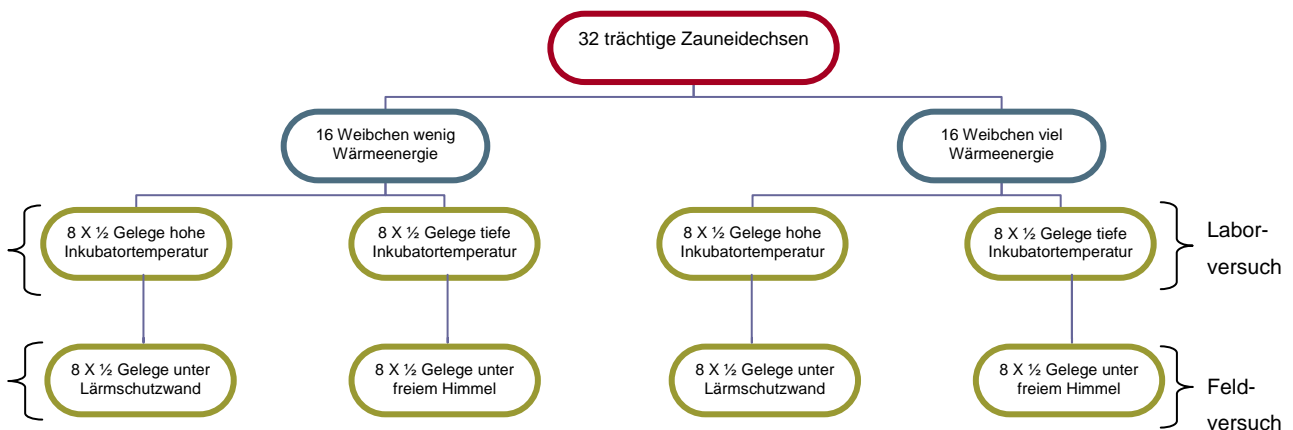 32 trächtige Zauneidechsen
16 Weibchen wenig
Wärmeenergie
16 Weibchen viel
Wärmeenergie
8 X ½ Gelege hohe
Inkubatortemperatur
8 X ½ Gelege tiefe
Inkubatortemperatur
8 X ½ Gelege hohe
Inkubatortemperatur
8 X ½ Gelege tiefe
Inkubatortemperatur
Labor-
versuch
8 X ½ Gelege unter
Lärmschutzwand
8 X ½ Gelege unter
freiem Himmel
8 X ½ Gelege unter
Lärmschutzwand
8 X ½ Gelege unter
freiem Himmel
Feld-
versuch